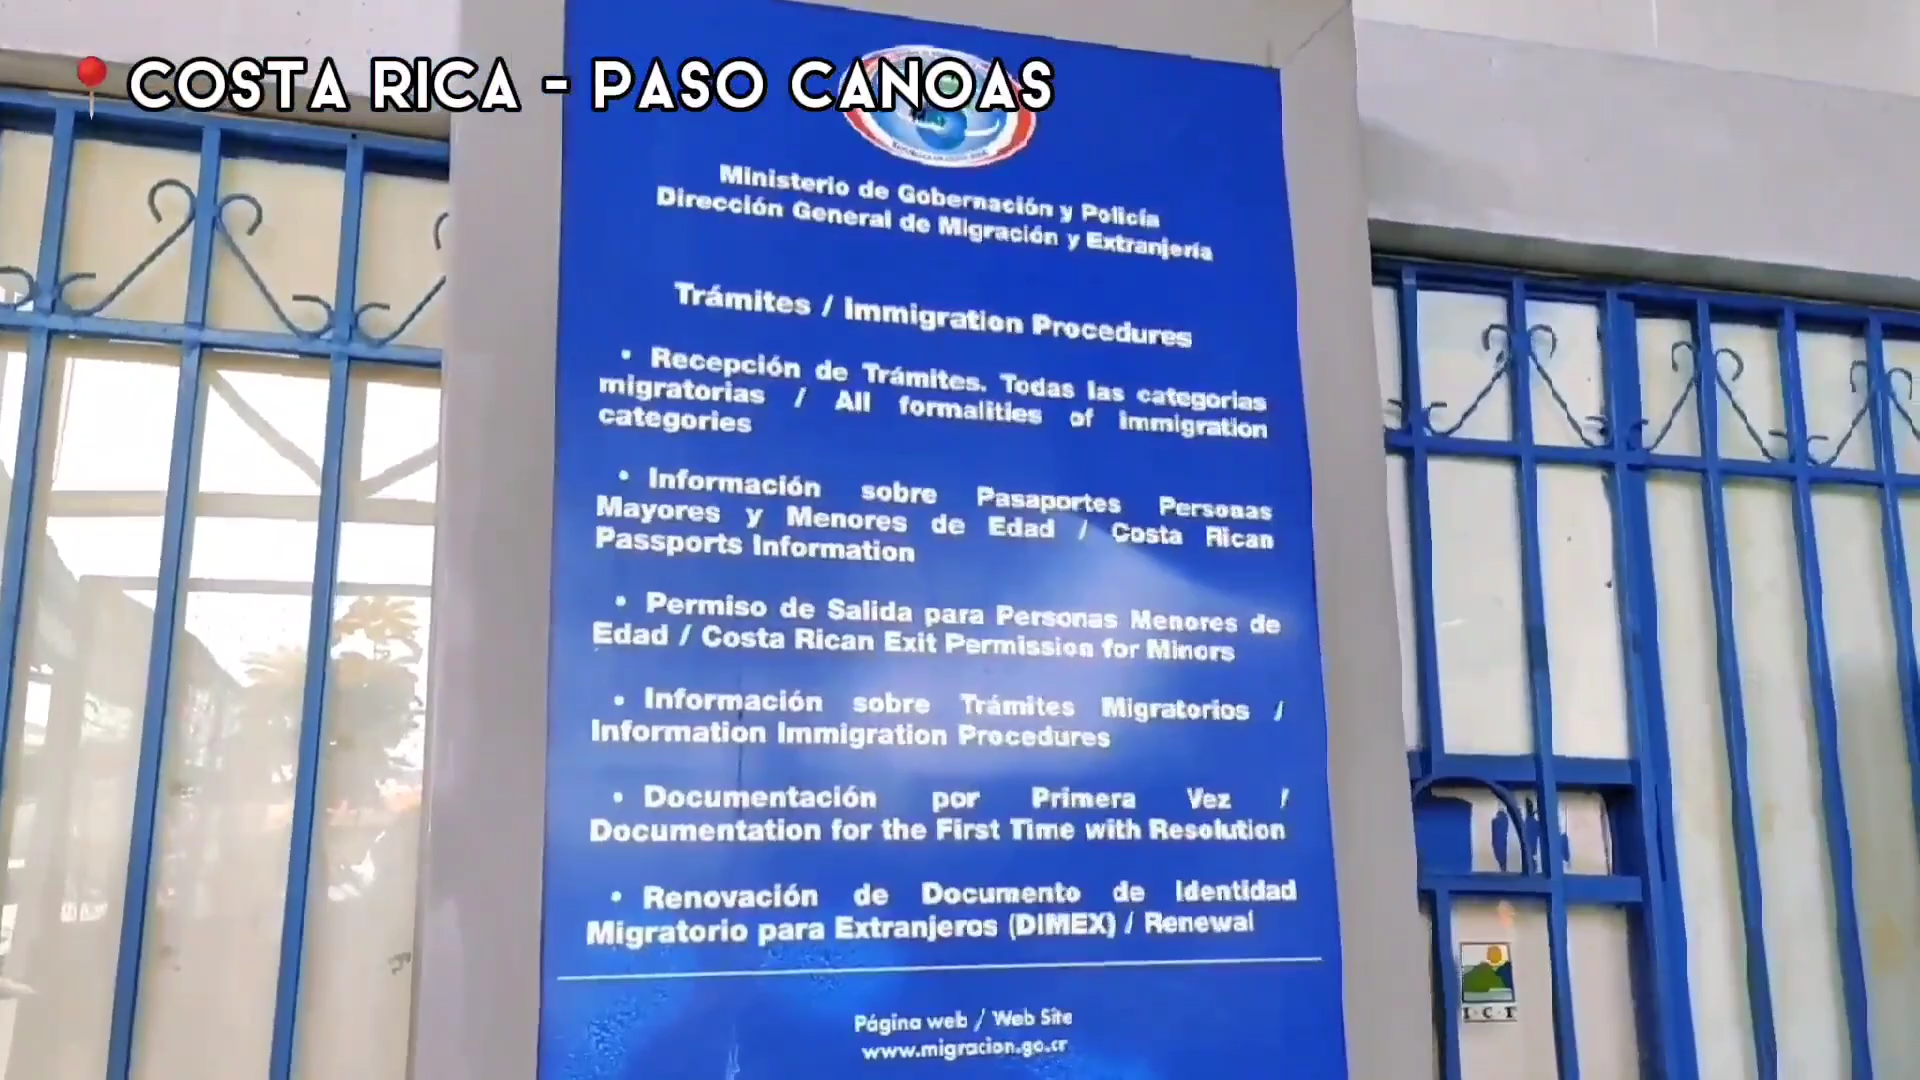 COSTA RICA - PASO CANOAS
Ministerio de Gobernación y Policía
Dirección General de Migración y Extranjería
Trámites / Immigration Procedures
• Recepción de Trámites. Todas las categorias
migratorias / All formalities of immigration
categories
• Información sobre Pasaportes Personas
Mayores y Menores de Edad / Costa Rican
Passports Information
• Permiso de Salida para Personas Menores de
Edad / Costa Rican Exit Permission for Minors
• Información sobre Trámites Migratorios /
Information Immigration Procedures
• Documentación por Primera Vez /
Documentation for the First Time with Resolution
• Renovación de Documento de Identidad
Migratorio para Extranjeros (DIMEX) / Renewal
Página web / Web Site
www.migracion.go.cr
I·C·T